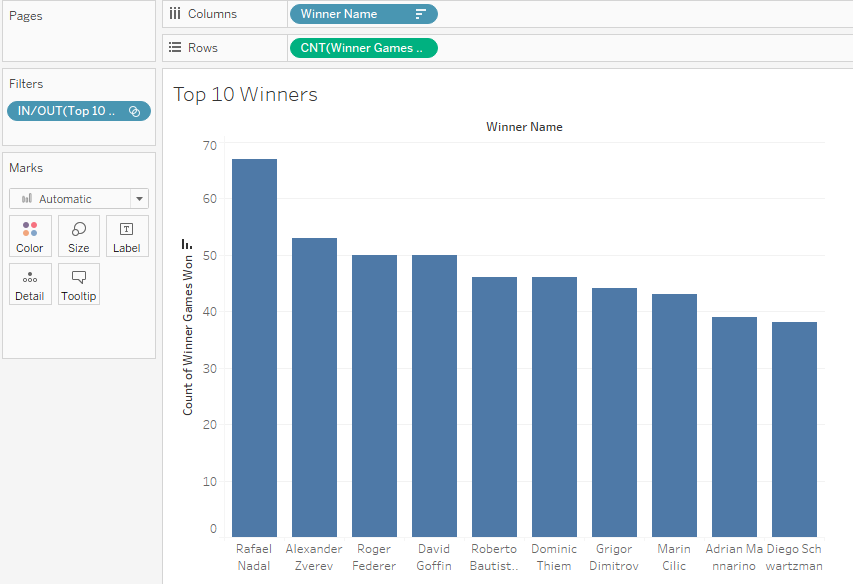 Pages
Columns
Winner Name
Rows
CNT(Winner Games ..
Filters
IN/OUT(Top 10 ..
Marks
Automatic
Color
Size
Label
Detail
Tooltip
Top 10 Winners
Winner Name
Count of Winner Games Won
70
60
50
40
30
20
10
0
Rafael
Nadal
Alexander
Zverev
Roger
Federer
David
Goffin
Roberto
Bautist..
Dominic
Thiem
Grigor
Dimitrov
Marin
Cilic
Adrian Ma
nnarino
Diego Sch
wartzman